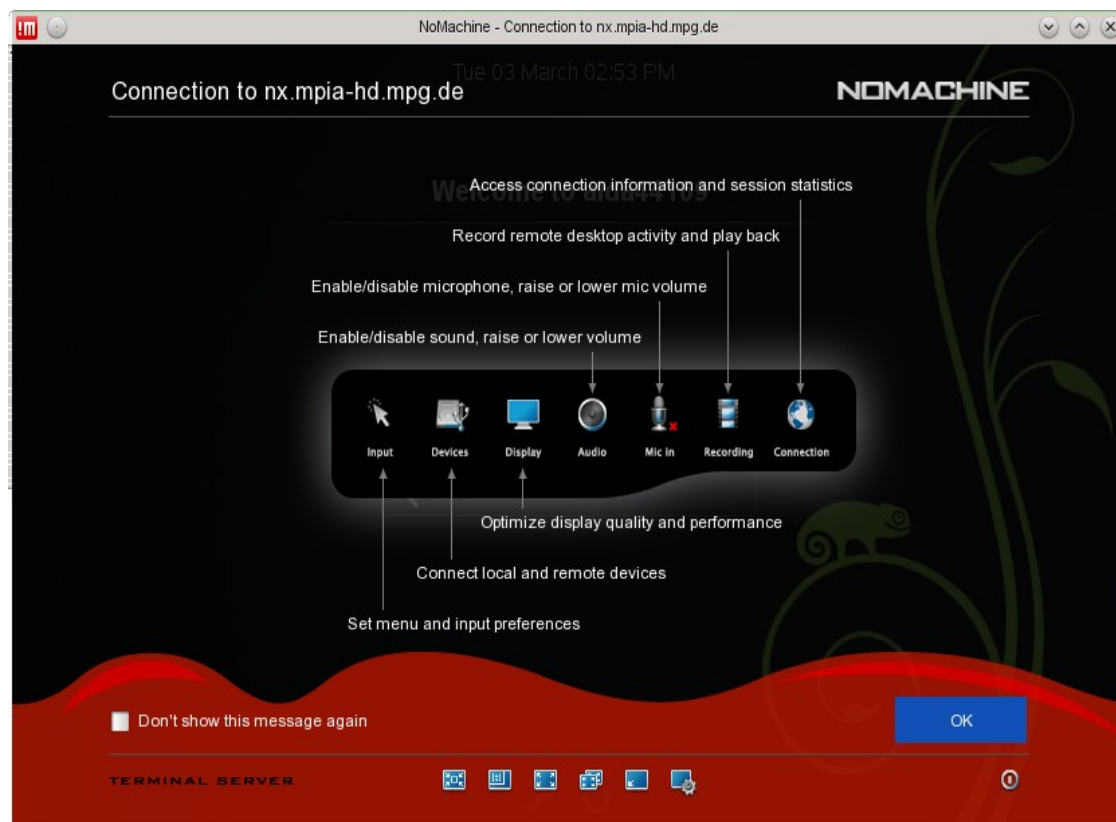 NoMachine - Connection to nx.mpia-hd.mpg.de
Tue 03 March 02:53 PM
Connection to nx.mpia-hd.mpg.de
NOMACHINE
Access connection information and session statistics
Welcome to
Record remote desktop activity and play back
Enable/disable microphone, raise or lower mic volume
Enable/disable sound, raise or lower volume
Input Devices Display Audio Mic in Recording Connection
Optimize display quality and performance
Connect local and remote devices
Set menu and input preferences
Don't show this message again
OK
TERMINAL SERVER